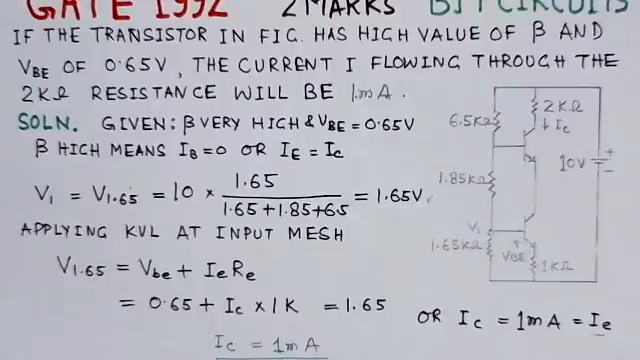 GATE 1992 2 MARKS BJT CIRCUITS
IF THE TRANSISTOR IN FIG. HAS HIGH VALUE OF β AND
VBE OF 0.65V, THE CURRENT I FLOWING THROUGH THE
2KΩ RESISTANCE WILL BE 1mA.
SOLN. GIVEN: β VERY HIGH & VBE = 0.65V
β HIGH MEANS IB=0 OR IE = IC
V1 = V1.65 = 10 × 1.65 / 1.65+1.85+6.5 = 1.65V
APPLYING KVL AT INPUT MESH
V1.65 = Vbe + IeRe
= 0.65 + Ic × 1K = 1.65
Ic = 1mA
OR Ic = 1mA = Ie
6.5KΩ
2KΩ
↓ Ic
10V
+
−
1.85KΩ
V1
1.65KΩ
VBE
1KΩ